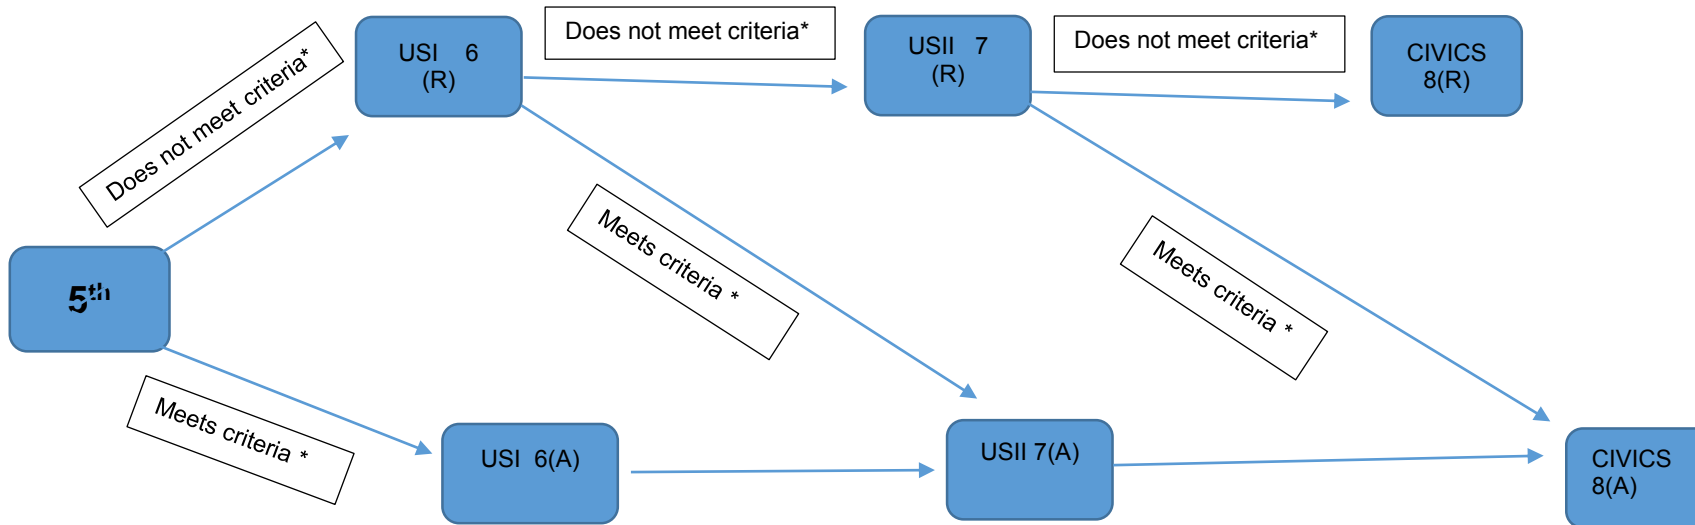 Does not meet criteria*
USI 6
(R)
Does not meet criteria*
USII 7
(R)
Does not meet criteria*
CIVICS
8(R)
5th
Meets criteria *
Meets criteria *
Meets criteria *
USI 6(A)
USII 7(A)
CIVICS
8(A)